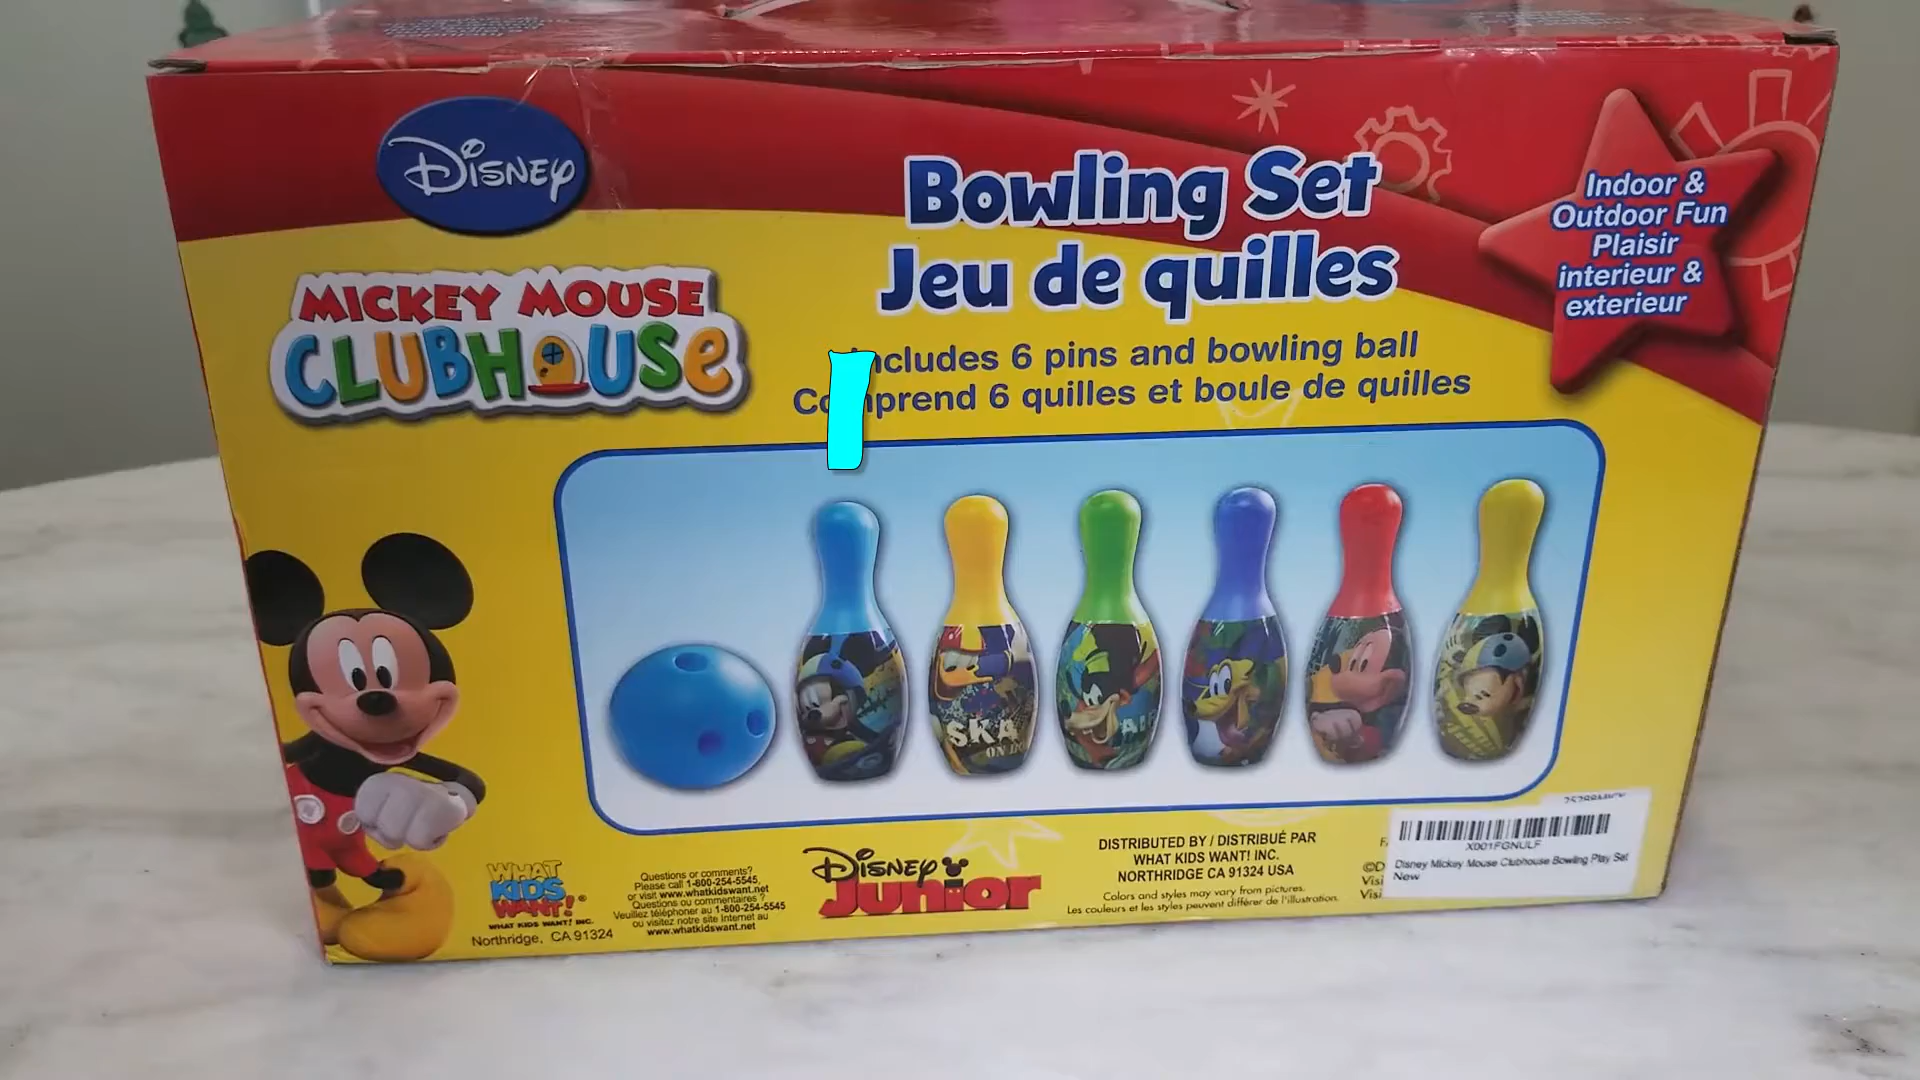 Disney
Bowling Set
Jeu de quilles
Indoor &
Outdoor Fun
Plaisir
interieur &
exterieur
MICKEY MOUSE
CLUBHOUSE
6 pins and bowling ball
6 quilles et boule de quilles
SKA
ON
WHAT
KIDS
WANT!®
WHAT KIDS WANT! INC.
Northridge, CA 91324
Questions or comments?
Please call 1-800-254-5545,
or visit www.whatkidswant.net
Questions ou commentaires ?
Veuillez téléphoner au 1-800-254-5545
ou visitez notre site Internet au
www.whatkidswant.net
Disney
Junior
DISTRIBUTED BY / DISTRIBUÉ PAR
WHAT KIDS WANT! INC.
NORTHRIDGE CA 91324 USA
Colors and styles may vary from pictures.
Les couleurs et les styles peuvent différer de l'illustration.
X001FGNULF
Disney Mickey Mouse Clubhouse Bowling Play Set
New